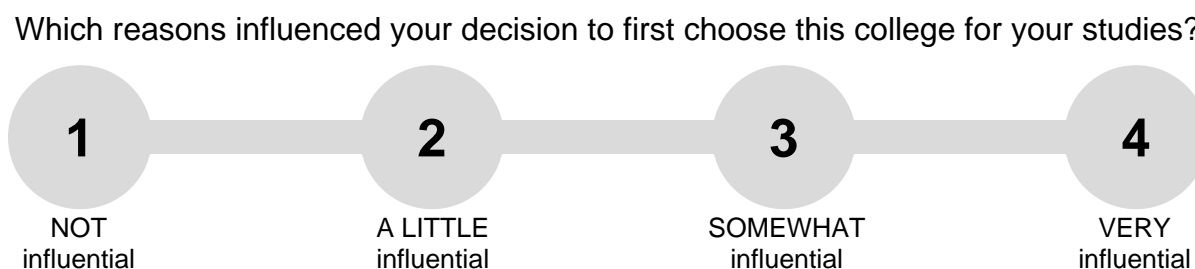 Which reasons influenced your decision to first choose this college for your studies?
1 2 3 4
NOT A LITTLE SOMEWHAT VERY
influential influential influential influential